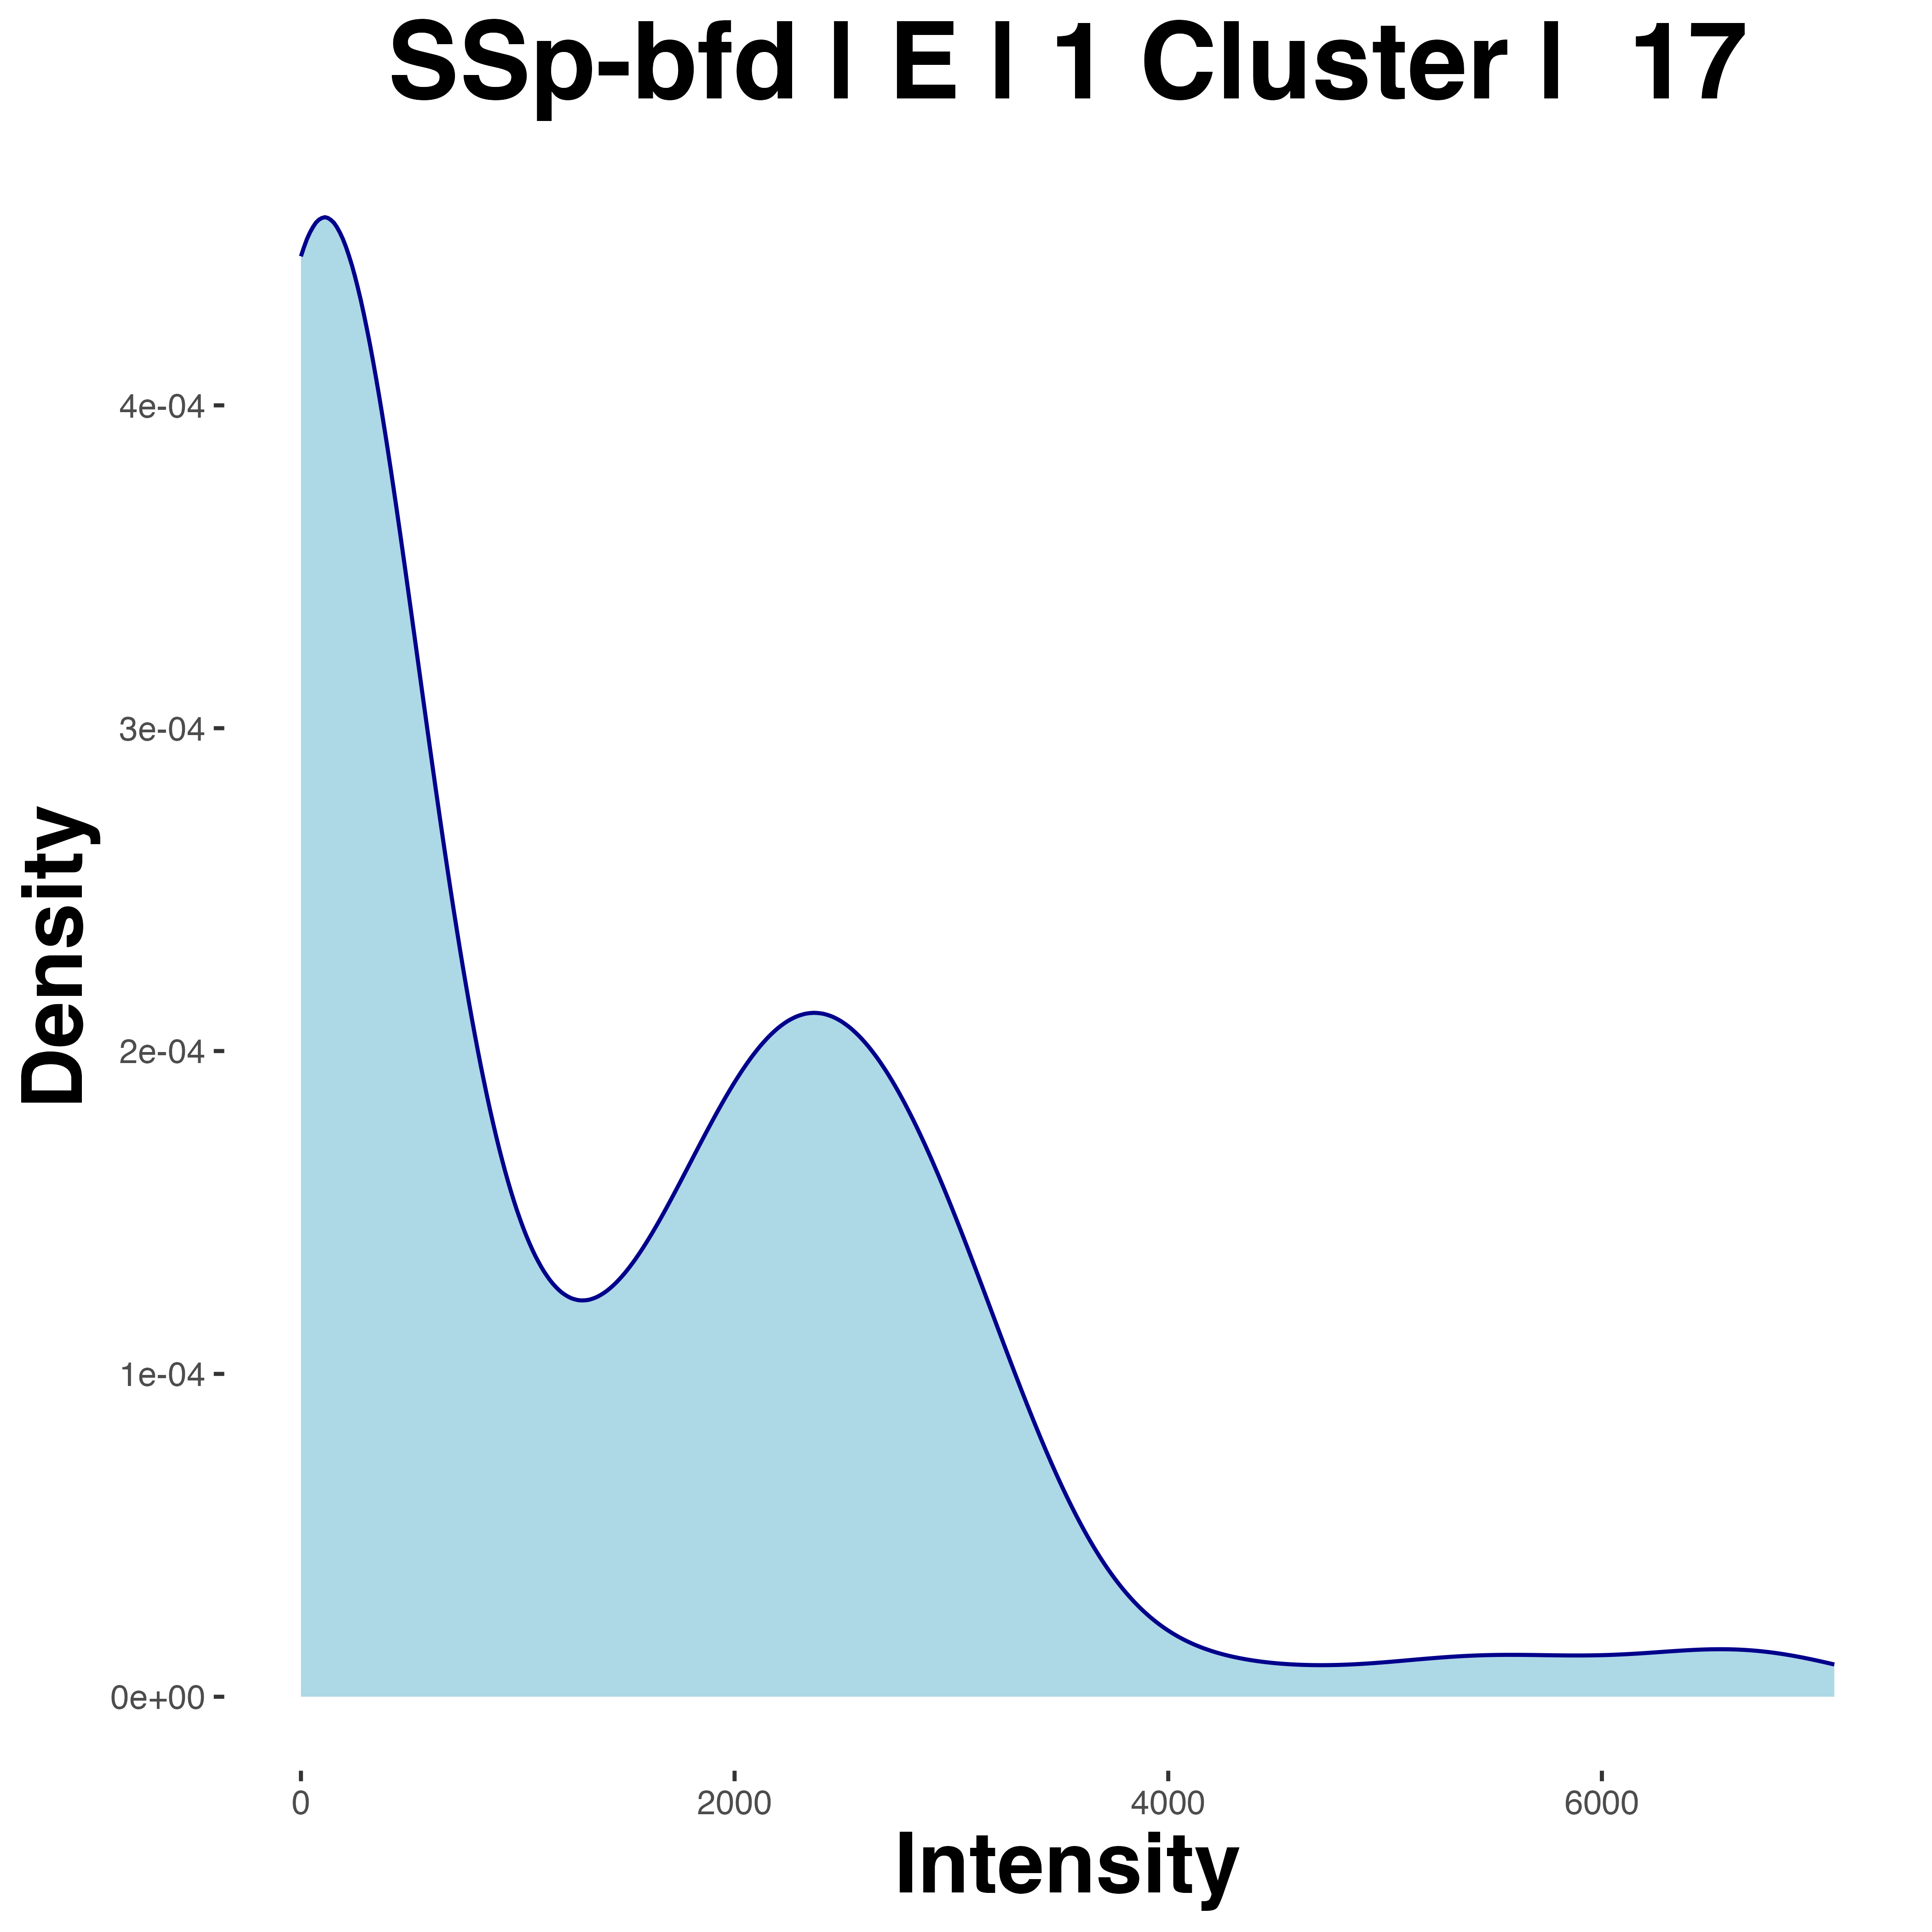 SSp-bfd | E | 1 Cluster | 17
4e-04
3e-04
2e-04
1e-04
0e+00
Density
0
2000
4000
6000
Intensity